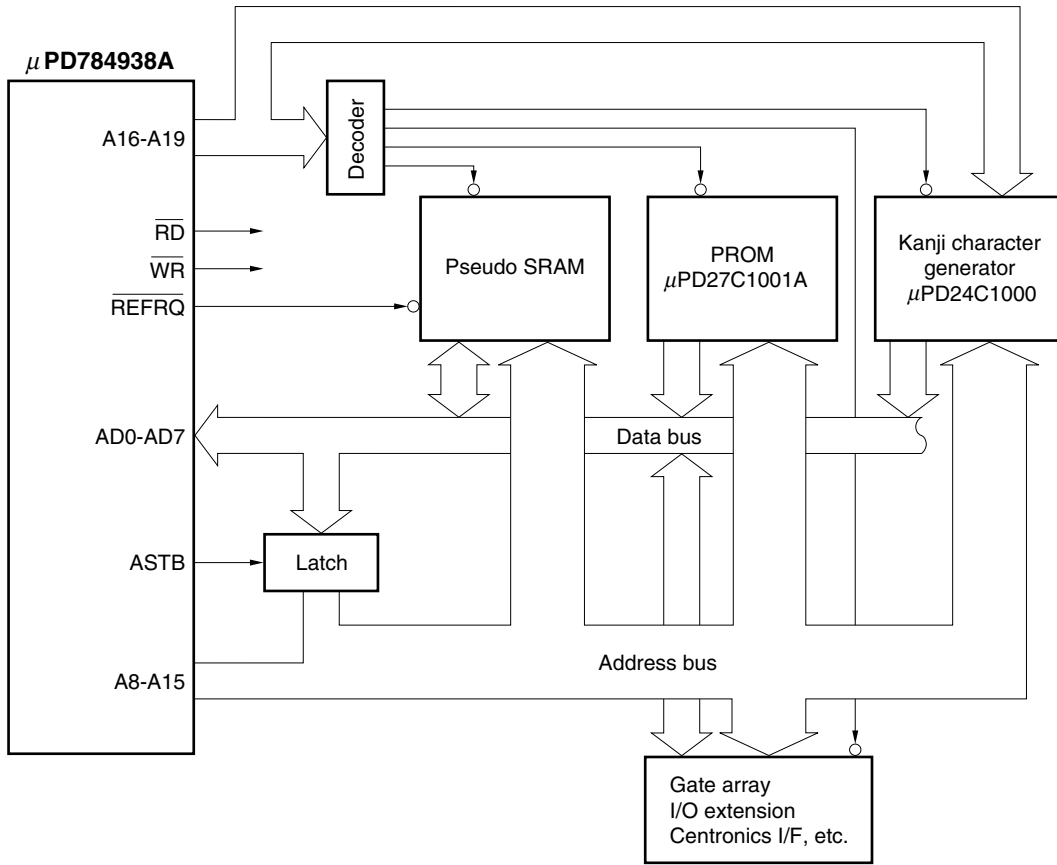 μPD784938A
A16-A19
Decoder
RD
WR
REFRQ
Pseudo SRAM
PROM
μPD27C1001A
Kanji character
generator
μPD24C1000
AD0-AD7
Data bus
ASTB
Latch
Address bus
A8-A15
Gate array
I/O extension
Centronics I/F, etc.